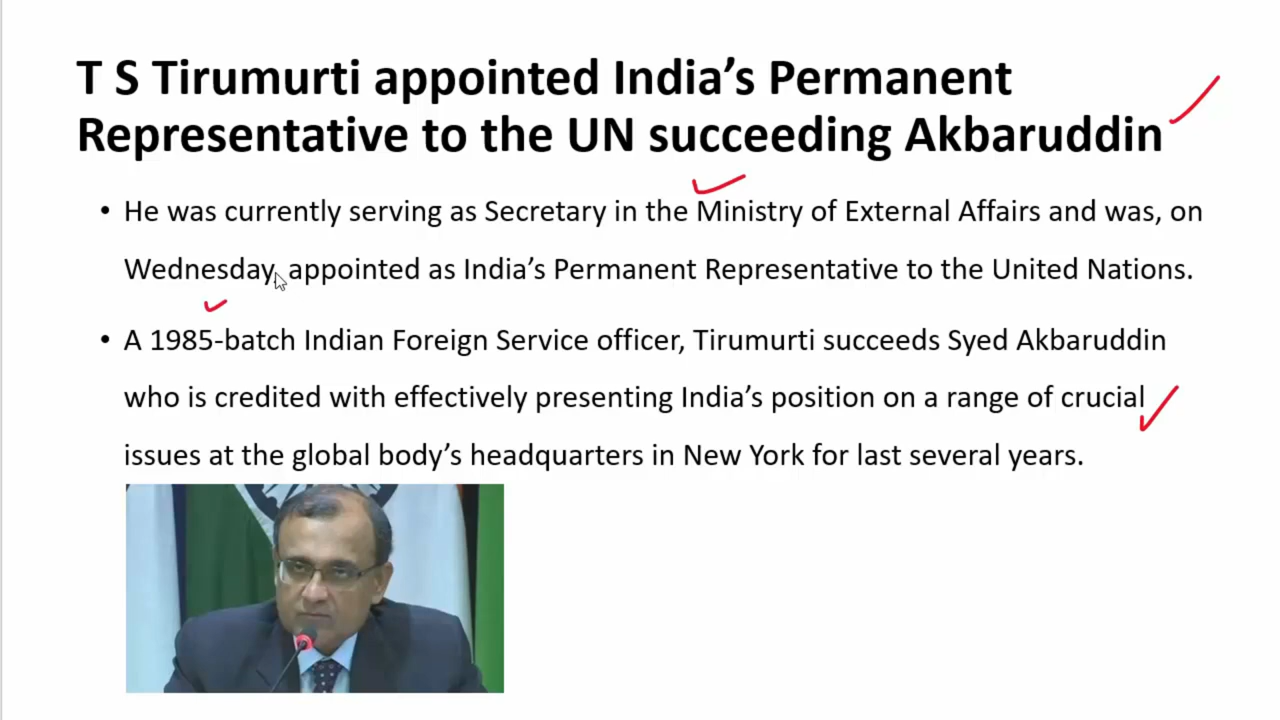 T S Tirumurti appointed India's Permanent
Representative to the UN succeeding Akbaruddin
• He was currently serving as Secretary in the Ministry of External Affairs and was, on
Wednesday, appointed as India's Permanent Representative to the United Nations.
• A 1985-batch Indian Foreign Service officer, Tirumurti succeeds Syed Akbaruddin
who is credited with effectively presenting India's position on a range of crucial
issues at the global body's headquarters in New York for last several years.